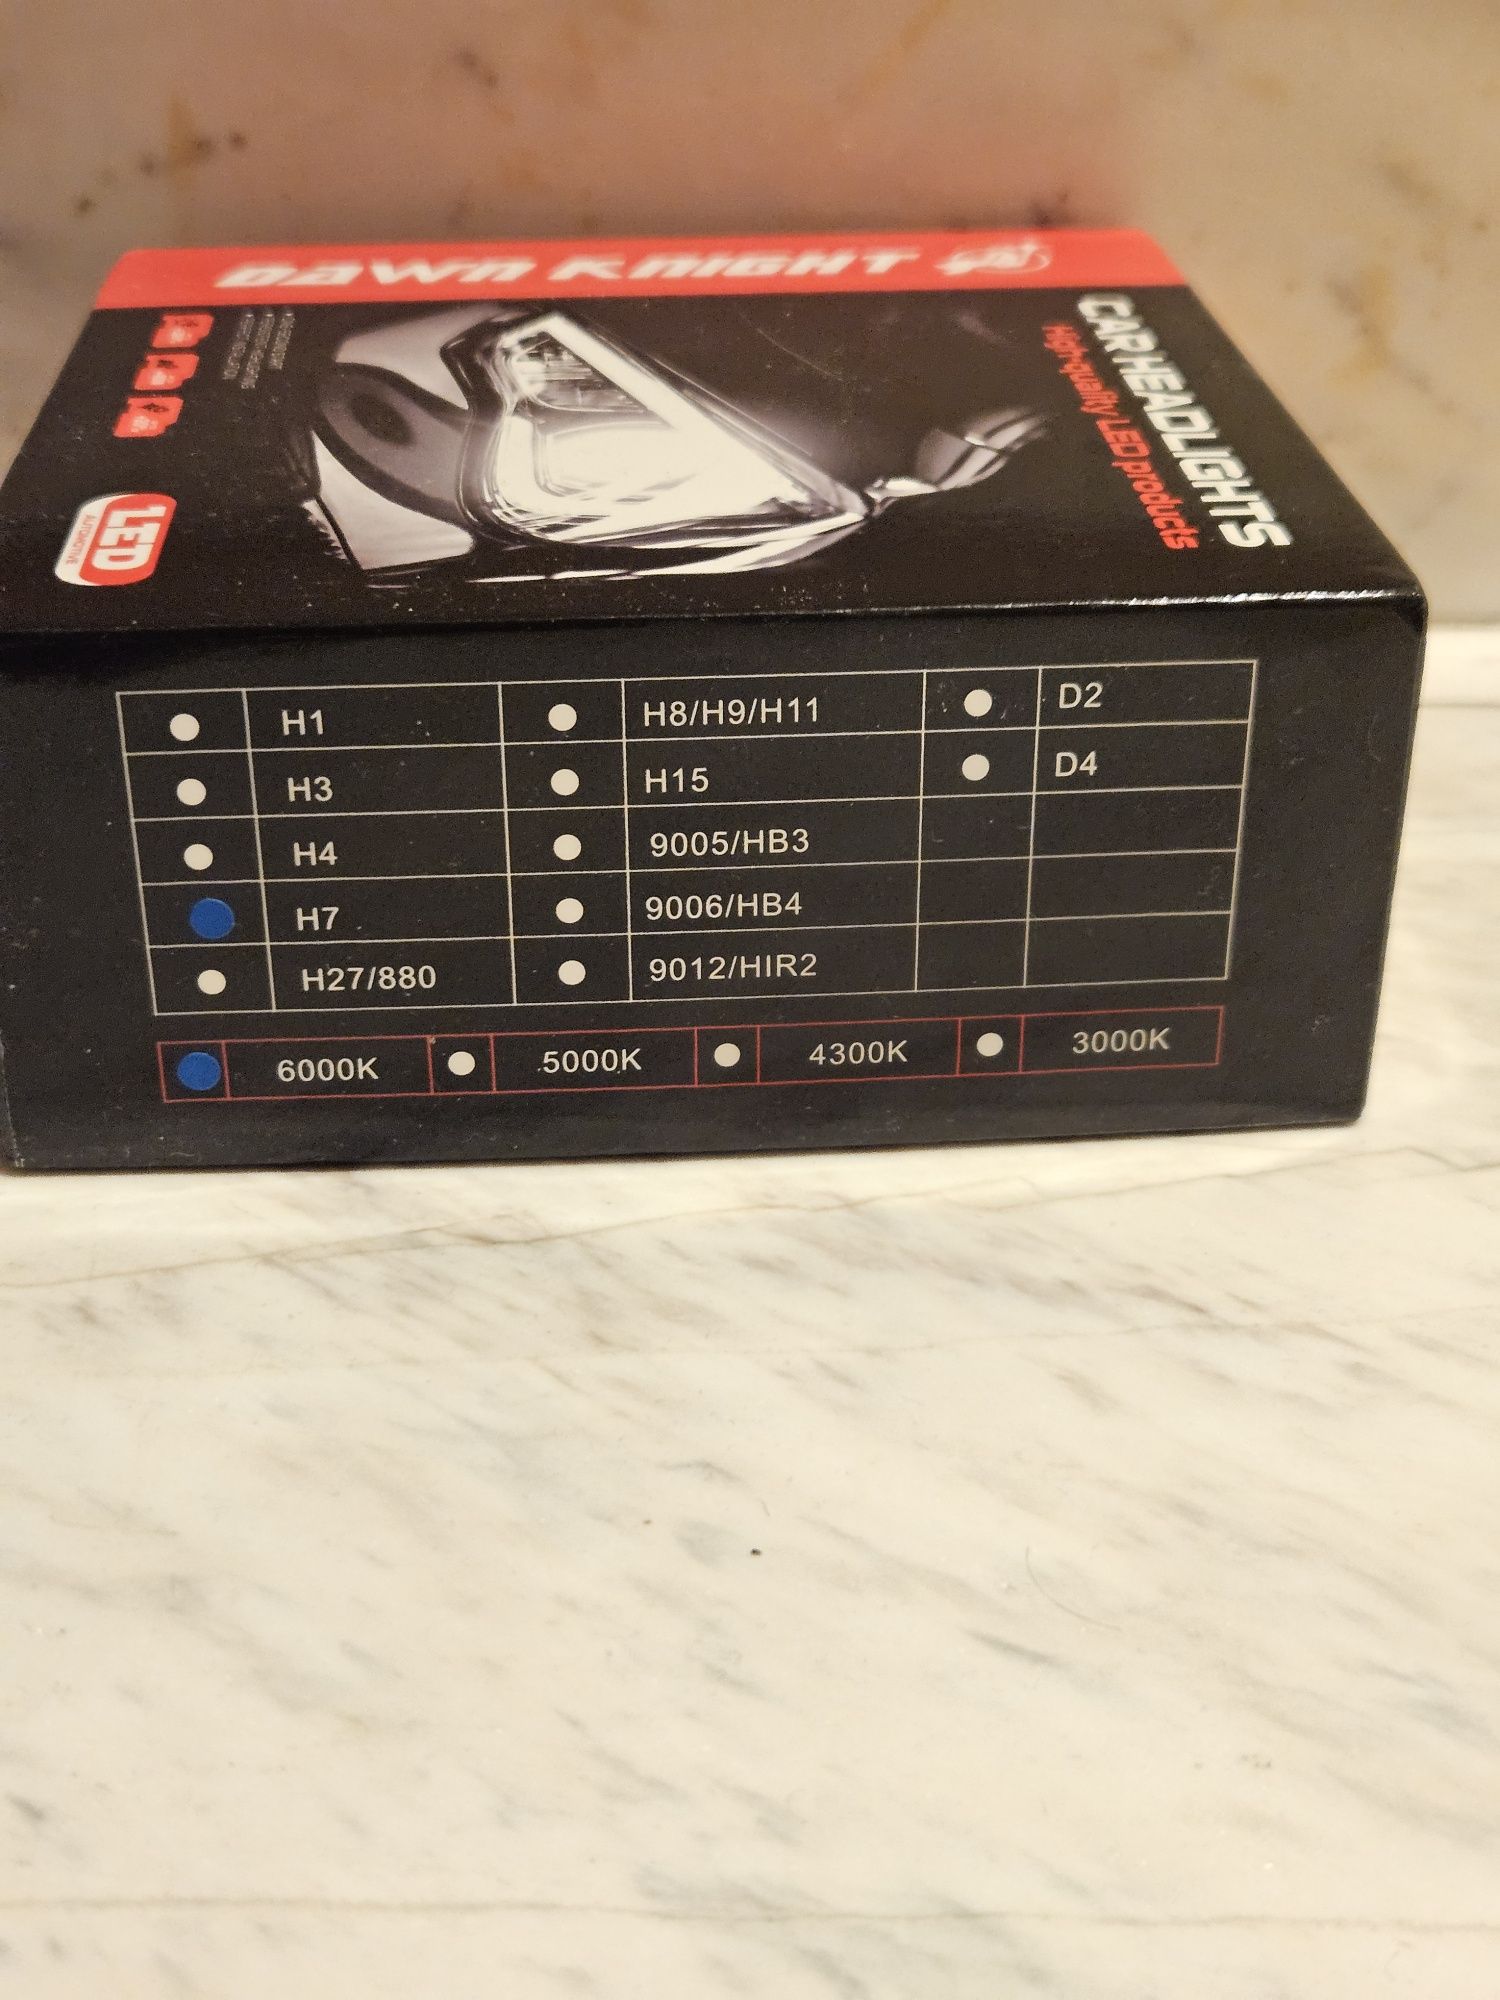 DAWN KNIGHT
CAR HEADLIGHTS
High-quality LED products
LED
AUTOMOTIVE
H1 H8/H9/H11 D2
H3 H15 D4
H4 9005/HB3
H7 9006/HB4
H27/880 9012/HIR2
6000K 5000K 4300K 3000K